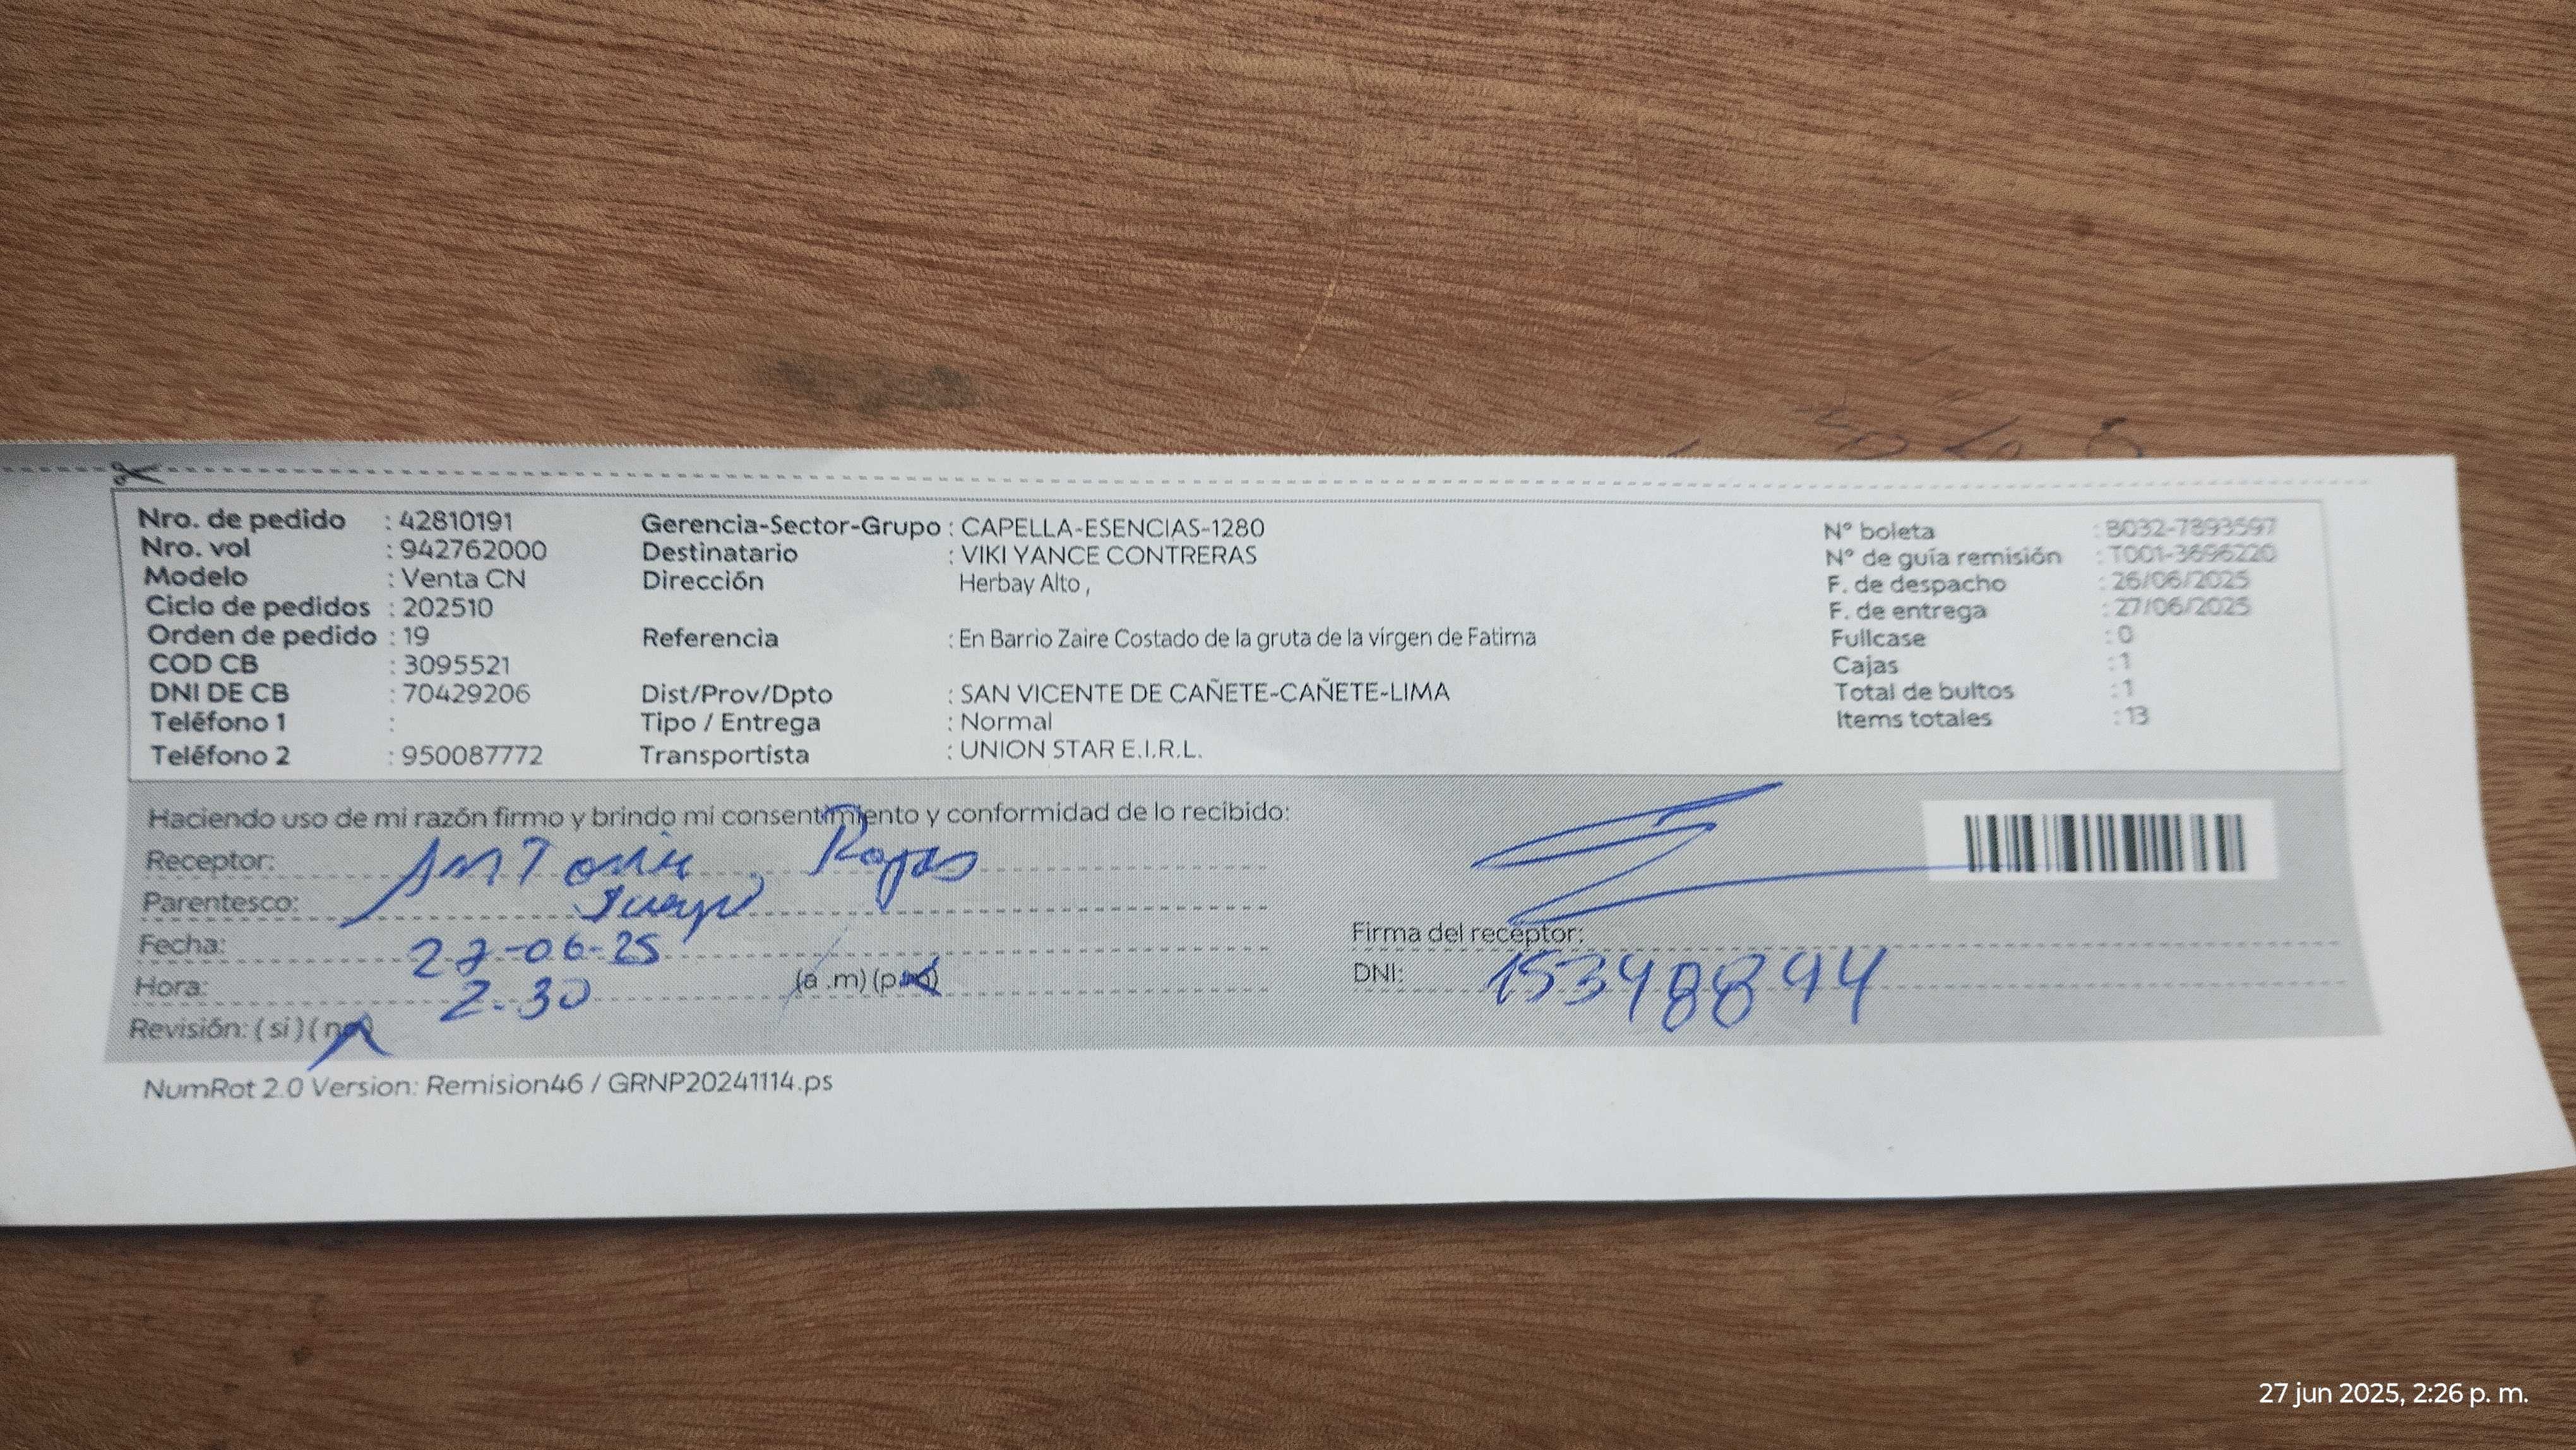 Nro. de pedido : 42810191 Gerencia-Sector-Grupo : CAPELLA-ESENCIAS-1280 N° boleta : B032-7893597
Nro. vol : 942762000 Destinatario : VIKI YANCE CONTRERAS N° de guía remisión : T001-3696220
Modelo : Venta CN Dirección Herbay Alto , F. de despacho : 26/06/2025
Ciclo de pedidos : 202510 F. de entrega : 27/06/2025
Orden de pedido : 19 Referencia : En Barrio Zaire Costado de la gruta de la vírgen de Fatima Fullcase : 0
COD CB : 3095521 Cajas : 1
DNI DE CB : 70429206 Dist/Prov/Dpto : SAN VICENTE DE CAÑETE-CAÑETE-LIMA Total de bultos : 1
Teléfono 1 : Tipo / Entrega : Normal Items totales : 13
Teléfono 2 : 950087772 Transportista : UNION STAR E.I.R.L.
Haciendo uso de mi razón firmo y brindo mi consentimiento y conformidad de lo recibido:
Receptor: Rojas
Parentesco:
Fecha: 27-06-25 Firma del receptor:
Hora: 2.30 (a .m) (p.m) DNI: 15348894
Revisión: ( si ) ( no )
NumRot 2.0 Version: Remision46 / GRNP20241114.ps
27 jun 2025, 2:26 p. m.